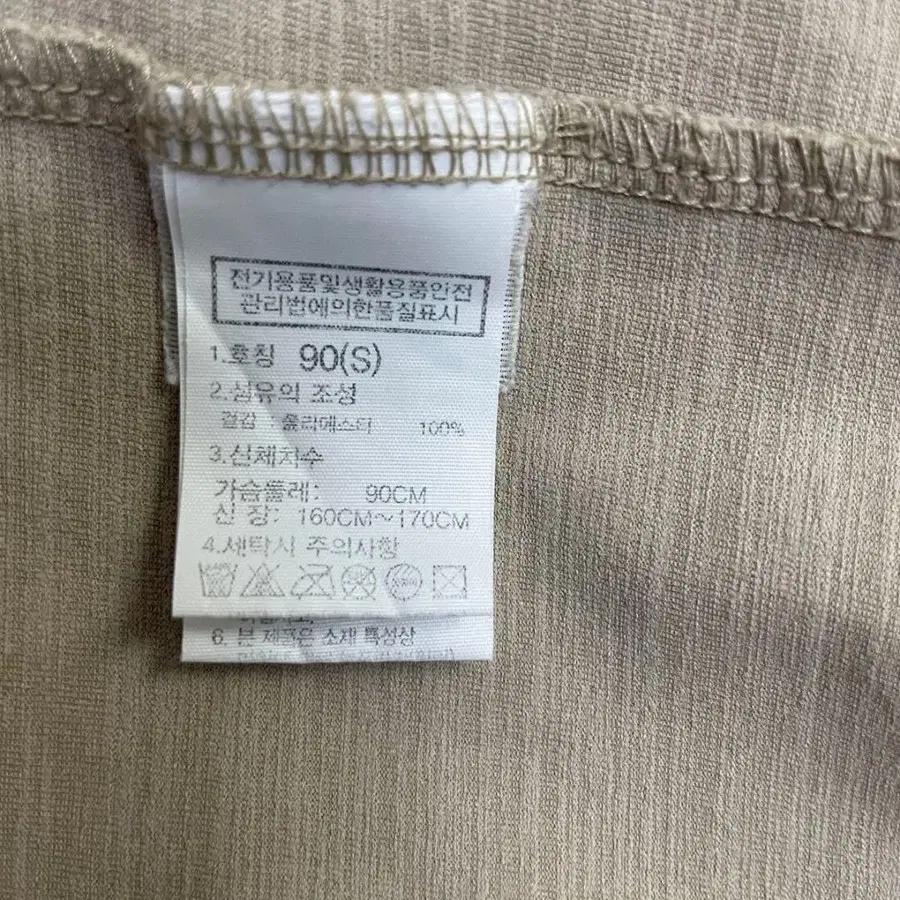 전기용품및생활용품안전
관리법에의한품질표시
1.호칭 90(S)
2.섬유의 조성
겉감 : 폴리에스터 100%
3.신체치수
가슴둘레: 90CM
신 장: 160CM~170CM
4.세탁시 주의사항
6. 본 제품은 소재 특성상